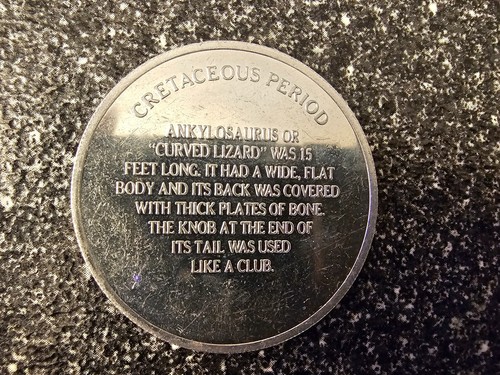 CRETACEOUS PERIOD
ANKYLOSAURUS OR
"CURVED LIZARD" WAS 15
FEET LONG. IT HAD A WIDE, FLAT
BODY AND ITS BACK WAS COVERED
WITH THICK PLATES OF BONE.
THE KNOB AT THE END OF
ITS TAIL WAS USED
LIKE A CLUB.